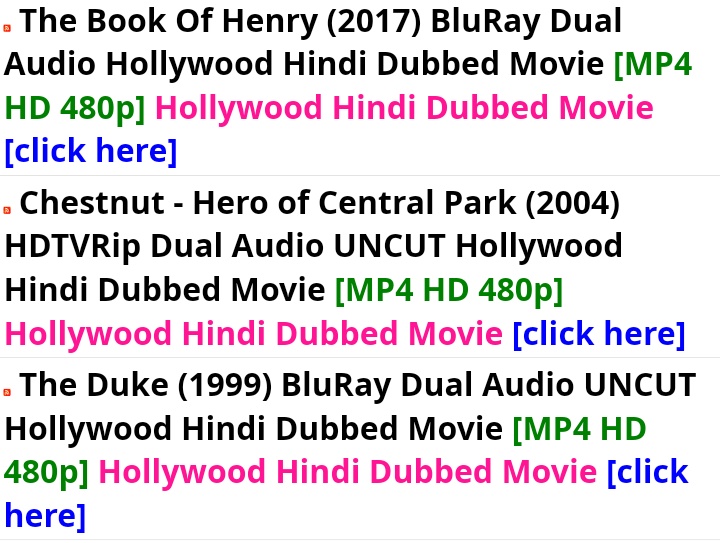 The Book Of Henry (2017) BluRay Dual
Audio Hollywood Hindi Dubbed Movie [MP4
HD 480p] Hollywood Hindi Dubbed Movie
[click here]
Chestnut - Hero of Central Park (2004)
HDTVRip Dual Audio UNCUT Hollywood
Hindi Dubbed Movie [MP4 HD 480p]
Hollywood Hindi Dubbed Movie [click here]
The Duke (1999) BluRay Dual Audio UNCUT
Hollywood Hindi Dubbed Movie [MP4 HD
480p] Hollywood Hindi Dubbed Movie [click
here]